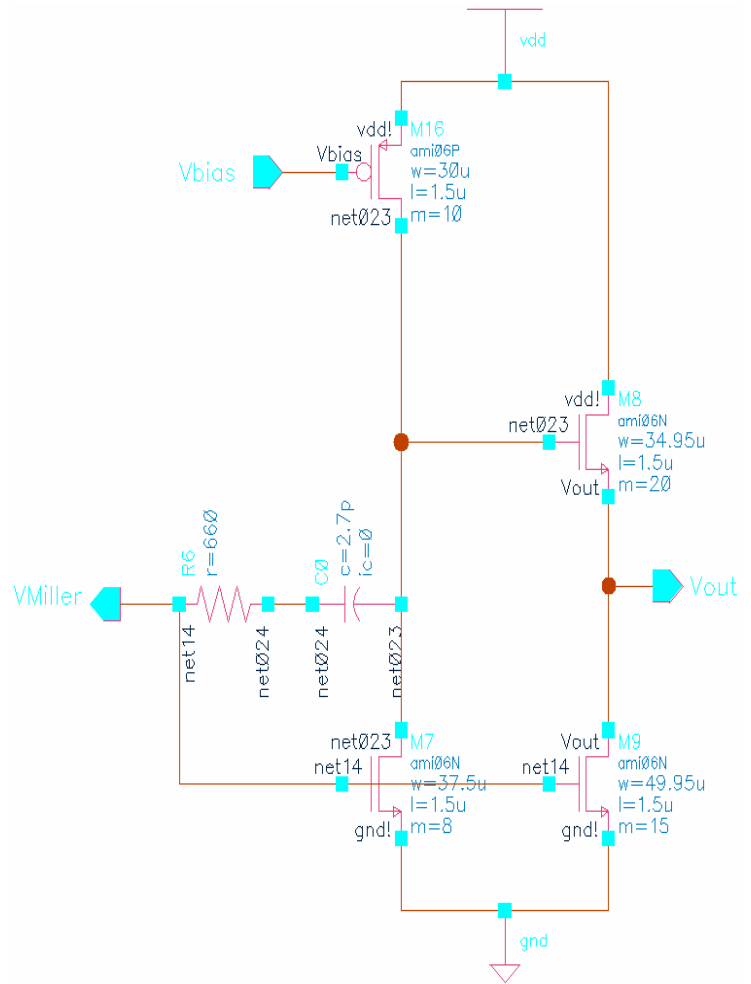 vdd
vdd!
M16
Vbias
ami06P
Vbias
w=30u
l=1.5u
net023
m=10
vdd!
M8
net023
ami06N
w=34.95u
l=1.5u
Vout
m=20
R6
r=660
C0
c=2.7p
ic=0
VMiller
Vout
net14
net024
net024
net023
net023
M7
net14
ami06N
w=37.5u
l=1.5u
gnd!
m=8
Vout
M9
net14
ami06N
w=49.95u
l=1.5u
gnd!
m=15
gnd